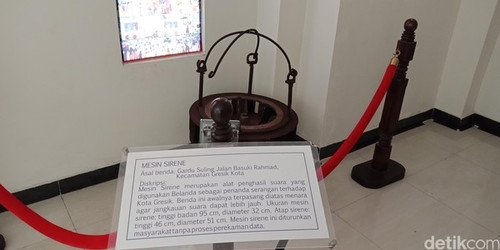 MESIN SIRENE
Asal benda: Gardu Suling Jalan Basuki Rahmad,
Kecamatan Gresik Kota
Diskripsi
Mesin Sirene merupakan alat penghasil suara, yang
digunakan Belanda sebagai penanda serangan terhadap
Kota Gresik. Benda ini awalnya terpasang diatas menara
agar jangkauan suara dapat lebih jauh. Ukuran mesin
sirene: tinggi badan 95 cm, diameter 32 cm. Atap sirene:
tinggi 46 cm, diameter 51 cm. Mesin sirene ini diturunkan
masyarakat tanpa proses perekaman data.
detikcom